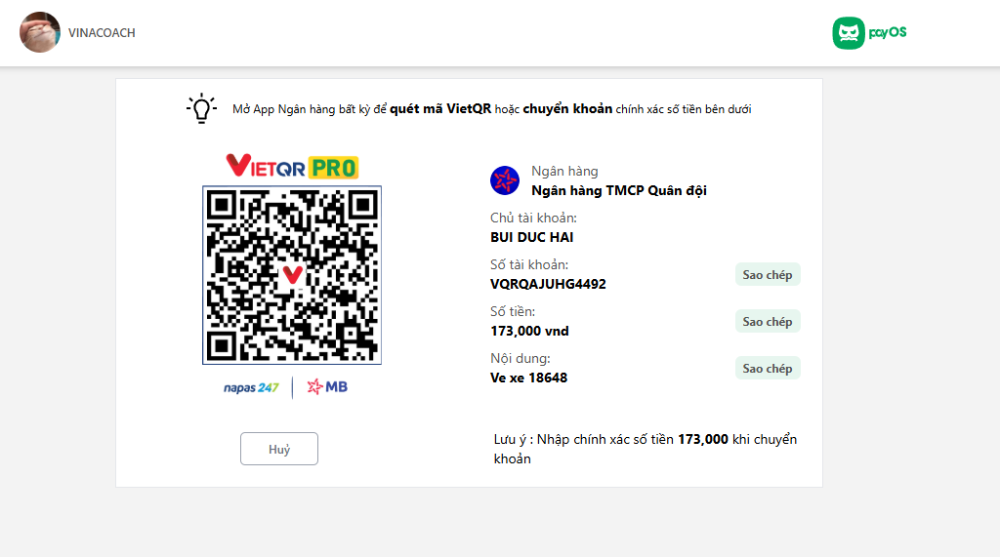 VINACOACH
payOS
Mở App Ngân hàng bất kỳ để quét mã VietQR hoặc chuyển khoản chính xác số tiền bên dưới
VIETQR PRO
napas 247 | MB
Huỷ
Ngân hàng
Ngân hàng TMCP Quân đội
Chủ tài khoản:
BUI DUC HAI
Số tài khoản:
VQRQAJUHG4492
Sao chép
Số tiền:
173,000 vnd
Sao chép
Nội dung:
Ve xe 18648
Sao chép
Lưu ý : Nhập chính xác số tiền 173,000 khi chuyển
khoản